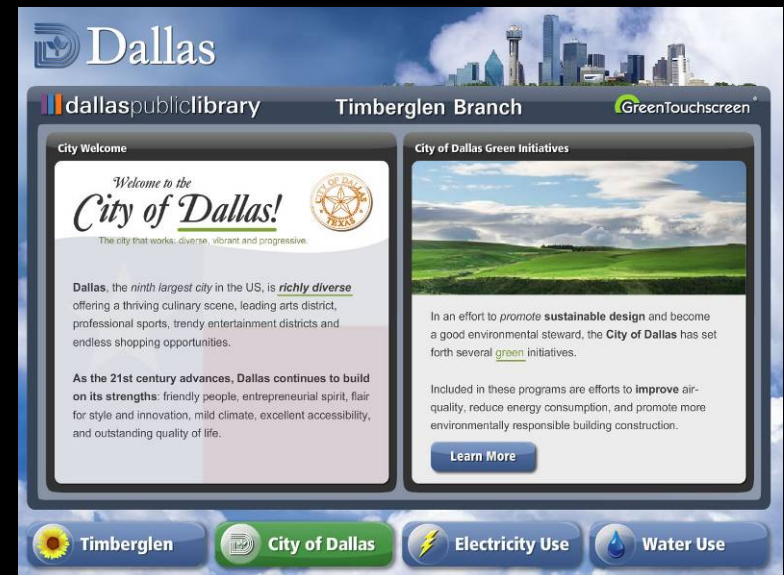 Dallas
dallaspubliclibrary
Timberglen Branch
GreenTouchscreen
City Welcome
Welcome to the
City of Dallas!
The city that works: diverse, vibrant and progressive.
CITY OF DALLAS
TEXAS
Dallas, the ninth largest city in the US, is richly diverse
offering a thriving culinary scene, leading arts district,
professional sports, trendy entertainment districts and
endless shopping opportunities.
As the 21st century advances, Dallas continues to build
on its strengths: friendly people, entrepreneurial spirit, flair
for style and innovation, mild climate, excellent accessibility,
and outstanding quality of life.
City of Dallas Green Initiatives
In an effort to promote sustainable design and become
a good environmental steward, the City of Dallas has set
forth several green initiatives.
Included in these programs are efforts to improve air-
quality, reduce energy consumption, and promote more
environmentally responsible building construction.
Learn More
Timberglen
City of Dallas
Electricity Use
Water Use